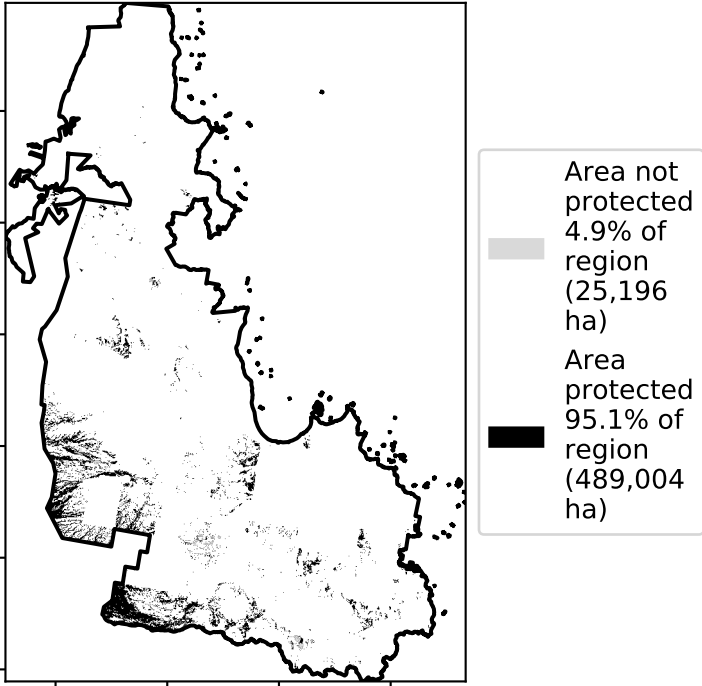 Area not
protected
4.9% of
region
(25,196
ha)
Area
protected
95.1% of
region
(489,004
ha)